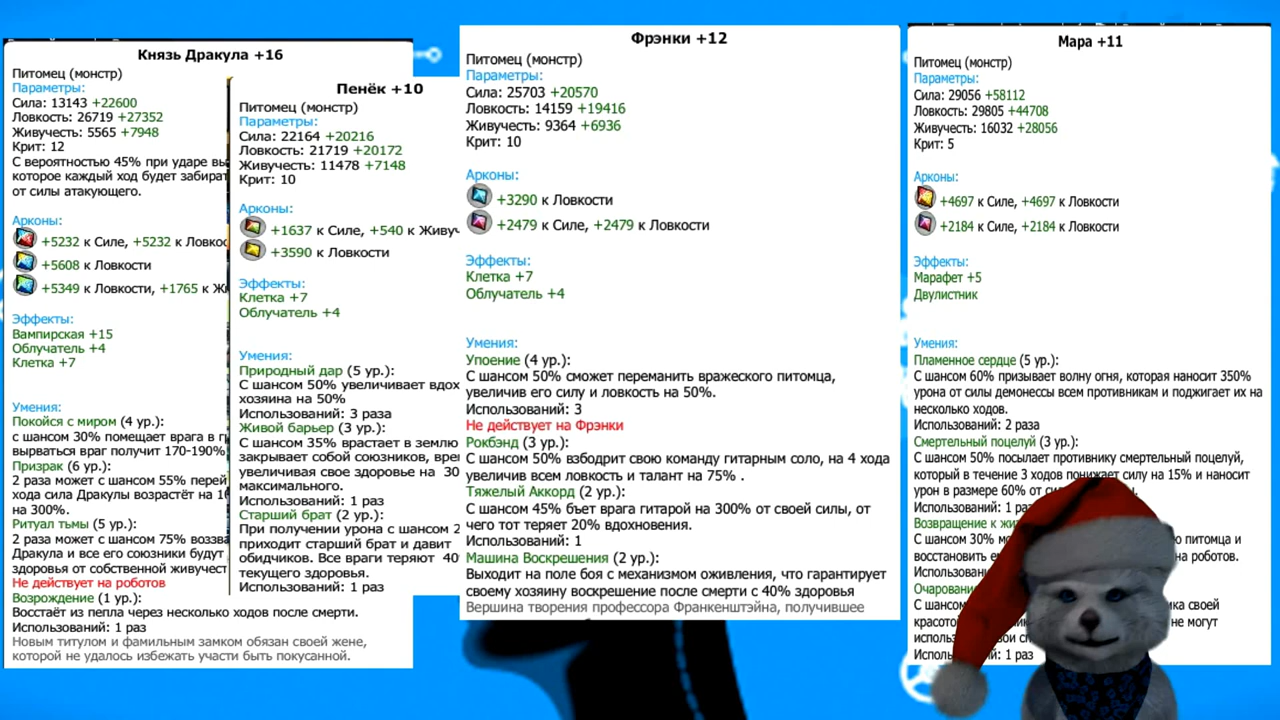 Князь Дракула +16
Питомец (монстр)
Параметры:
Сила: 13143 +22600
Ловкость: 26719 +27352
Живучесть: 5565 +7948
Крит: 12
С вероятностью 45% при ударе
которое каждый ход будет
от силы атакующего.
Арконы:
+5232 к Силе, +5232 к
+5608 к Ловкости
+5349 к Ловкости, +1765 к
Эффекты:
Вампирская +15
Облучатель +4
Клетка +7
Умения:
Покойся с миром (4 ур.):
с шансом 30% помещает врага в
вырваться враг получит 170-190%
Призрак (6 ур.):
2 раза может с шансом 55%
хода сила Дракулы возрастёт на
на 300%.
Ритуал тьмы (5 ур.):
2 раза может с шансом 75%
Дракула и все его союзники будут
здоровья от собственной
Не действует на роботов
Возрождение (1 ур.):
Восстаёт из пепла через несколько ходов после смерти.
Использований: 1 раз
Новым титулом и фамильным замком обязан своей жене,
которой не удалось избежать участи быть покусанной.
Пенёк +10
Питомец (монстр)
Параметры:
Сила: 22164 +20216
Ловкость: 21719 +20172
Живучесть: 11478 +7148
Крит: 10
Арконы:
+1637 к Силе, +540 к
+3590 к Ловкости
Эффекты:
Клетка +7
Облучатель +4
Умения:
Природный дар (5 ур.):
С шансом 50% увеличивает
хозяина на 50%
Использований: 3 раза
Живой барьер (3 ур.):
С шансом 35% врастает в землю
закрывает собой союзников,
увеличивая свое здоровье на
максимального.
Использований: 1 раз
Старший брат (2 ур.):
При получении урона с шансом
приходит старший брат и давит
обидчиков. Все враги теряют
текущего здоровья.
Использований: 1 раз
Фрэнки +12
Питомец (монстр)
Параметры:
Сила: 25703 +20570
Ловкость: 14159 +19416
Живучесть: 9364 +6936
Крит: 10
Арконы:
+3290 к Ловкости
+2479 к Силе, +2479 к Ловкости
Эффекты:
Клетка +7
Облучатель +4
Умения:
Упоение (4 ур.):
С шансом 50% сможет переманить вражеского питомца,
увеличив его силу и ловкость на 50%.
Использований: 3
Не действует на Фрэнки
Рокбэнд (3 ур.):
С шансом 50% взбодрит свою команду гитарным соло, на 4 хода
увеличив всем ловкость и талант на 75% .
Тяжелый Аккорд (2 ур.):
С шансом 45% бъет врага гитарой на 300% от своей силы, от
чего тот теряет 20% вдохновения.
Использований: 1
Машина Воскрешения (2 ур.):
Выходит на поле боя с механизмом оживления, что гарантирует
своему хозяину воскрешение после смерти с 40% здоровья
Вершина творения профессора Франкенштэйна, получившее
Мара +11
Питомец (монстр)
Параметры:
Сила: 29056 +58112
Ловкость: 29805 +44708
Живучесть: 16032 +28056
Крит: 5
Арконы:
+4697 к Силе, +4697 к Ловкости
+2184 к Силе, +2184 к Ловкости
Эффекты:
Марафет +5
Двулистник
Умения:
Пламенное сердце (5 ур.):
С шансом 60% призывает волну огня, которая наносит 350%
урона от силы демонессы всем противникам и поджигает их на
несколько ходов.
Использований: 2 раза
Смертельный поцелуй (3 ур.):
С шансом 50% посылает противнику смертельный поцелуй,
который в течение 3 ходов понижает силу на 15% и наносит
урон в размере 60% от
Использований: 1
Возвращение к
С шансом 30% питомца и
восстановить на роботов.
С шансом своей
не могут
1 раз